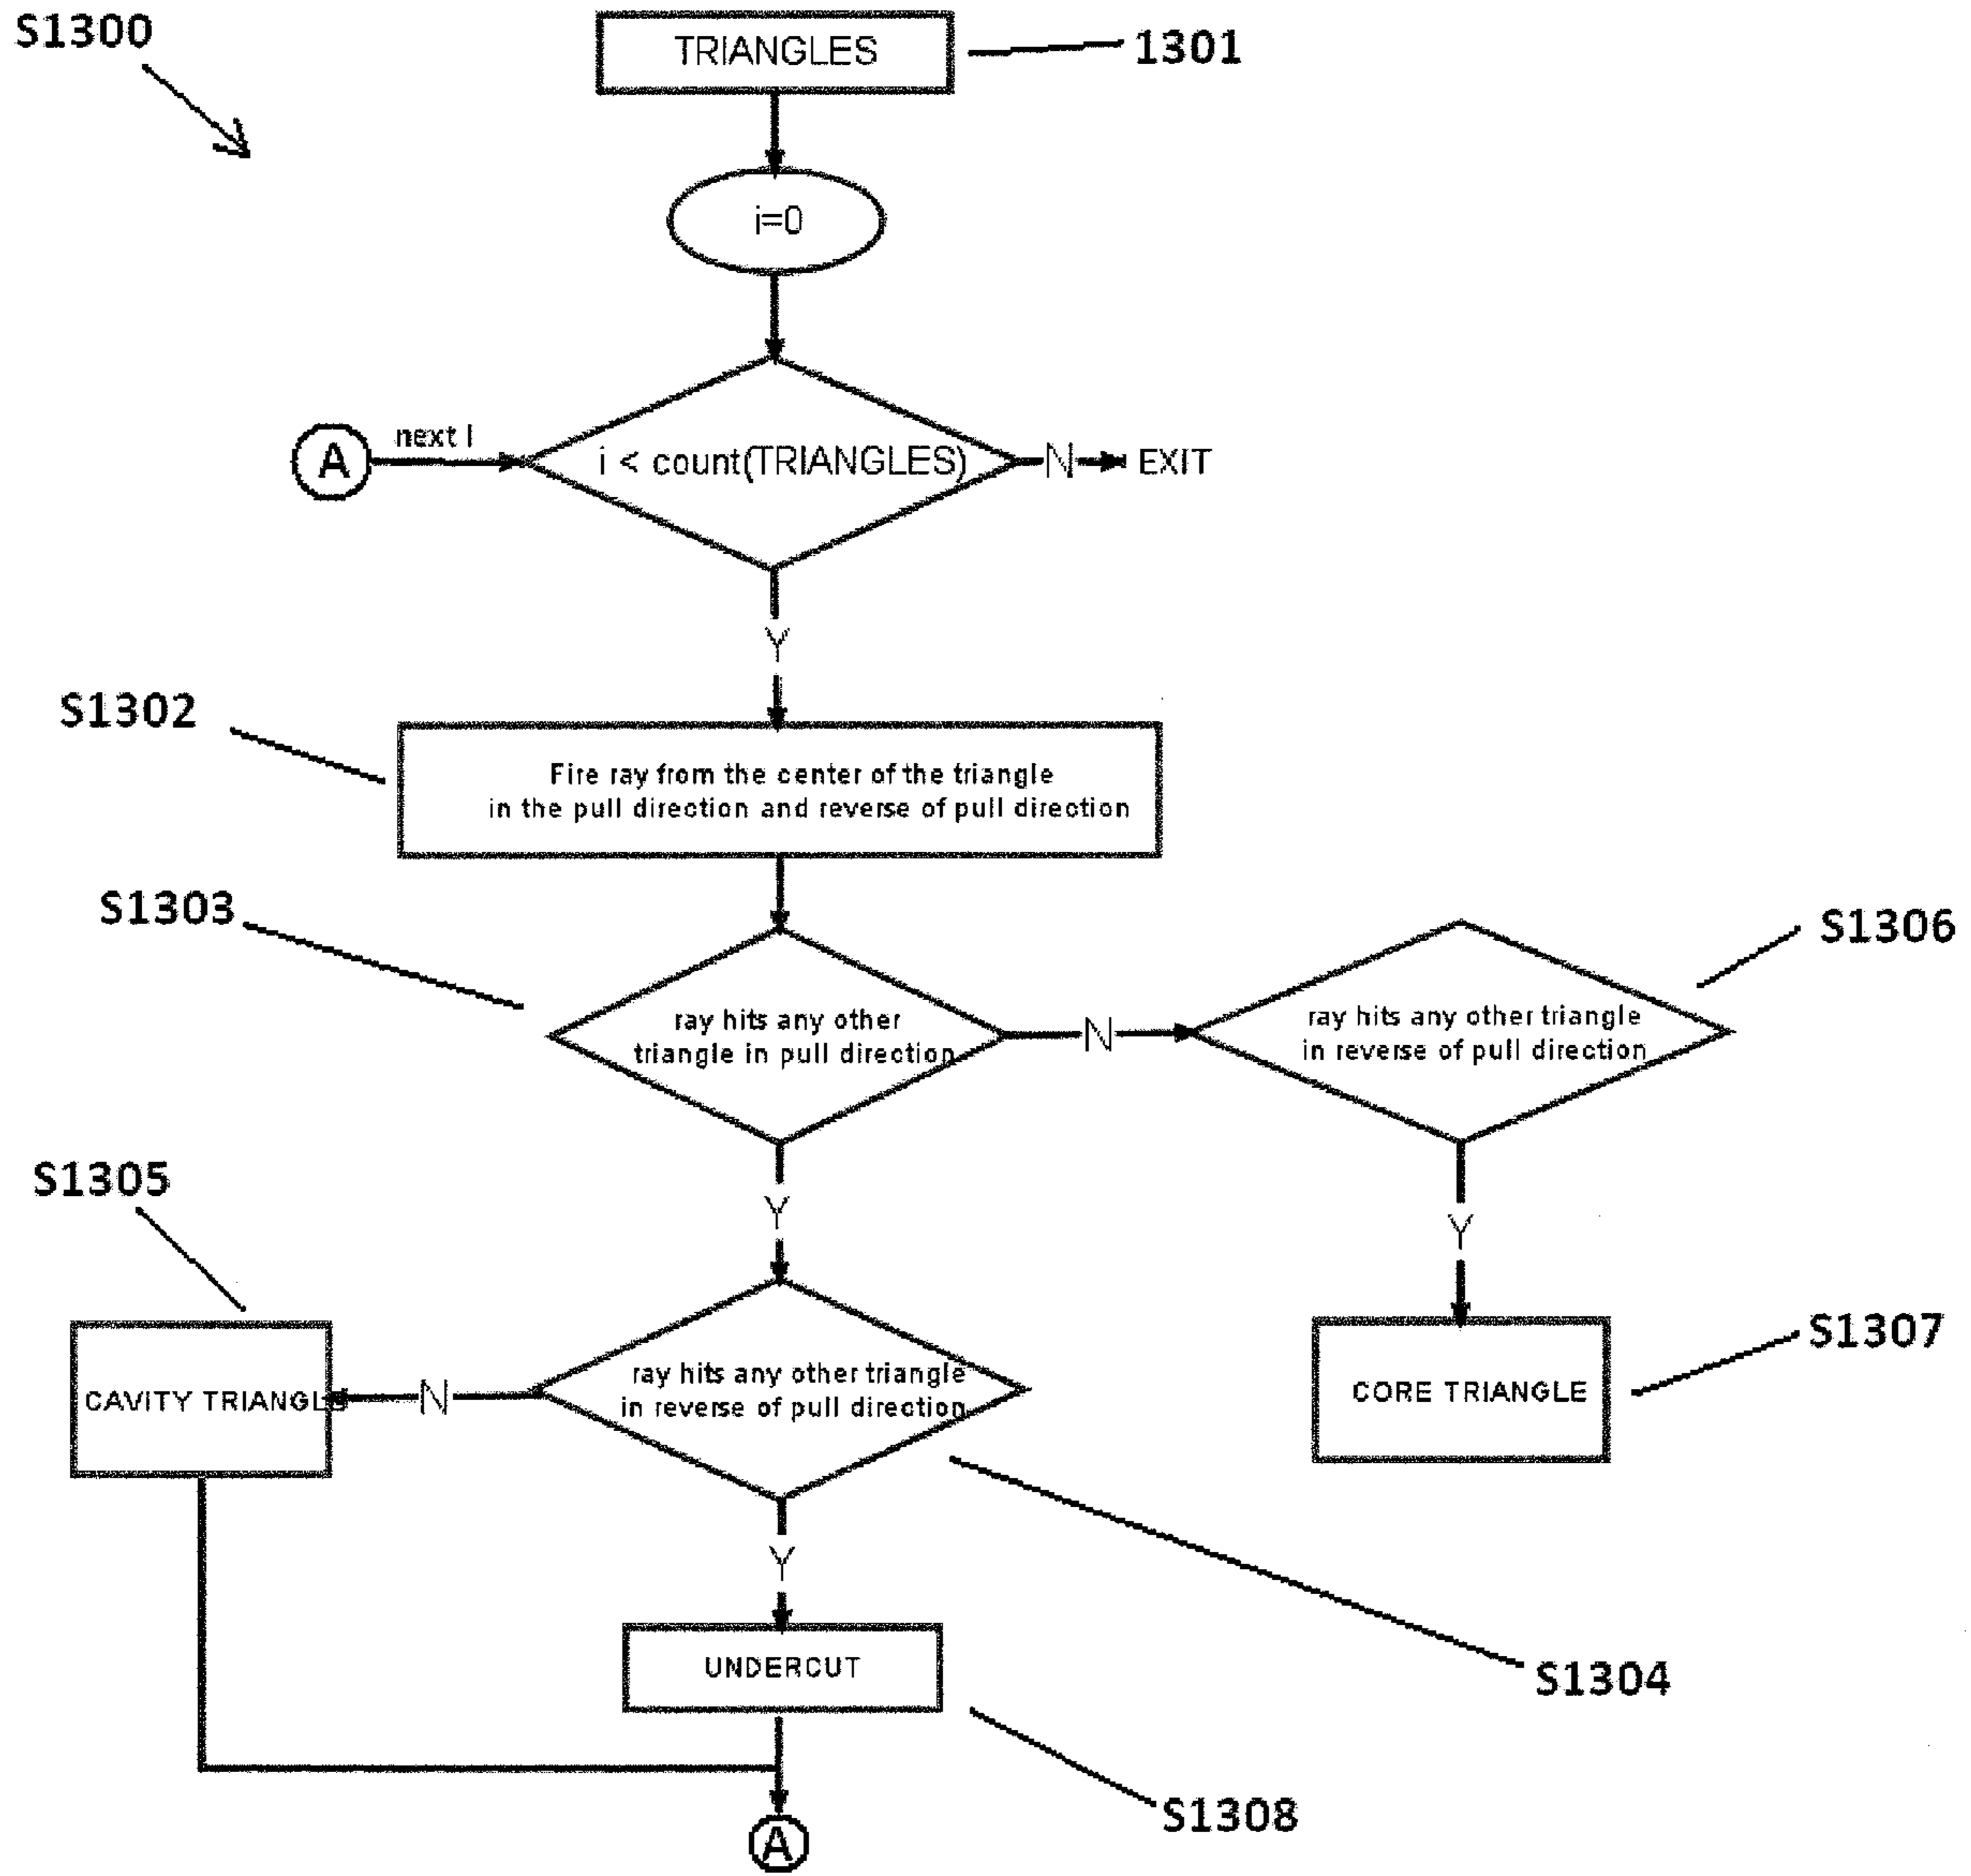 S1300
TRIANGLES
1301
i=0
A
next i
i < count(TRIANGLES)
N
EXIT
Y
S1302
Fire ray from the center of the triangle
in the pull direction and reverse of pull direction
S1303
ray hits any other
triangle in pull direction
N
ray hits any other triangle
in reverse of pull direction
S1306
Y
Y
S1305
CAVITY TRIANGLE
N
ray hits any other triangle
in reverse of pull direction
CORE TRIANGLE
S1307
Y
UNDERCUT
S1304
S1308
A